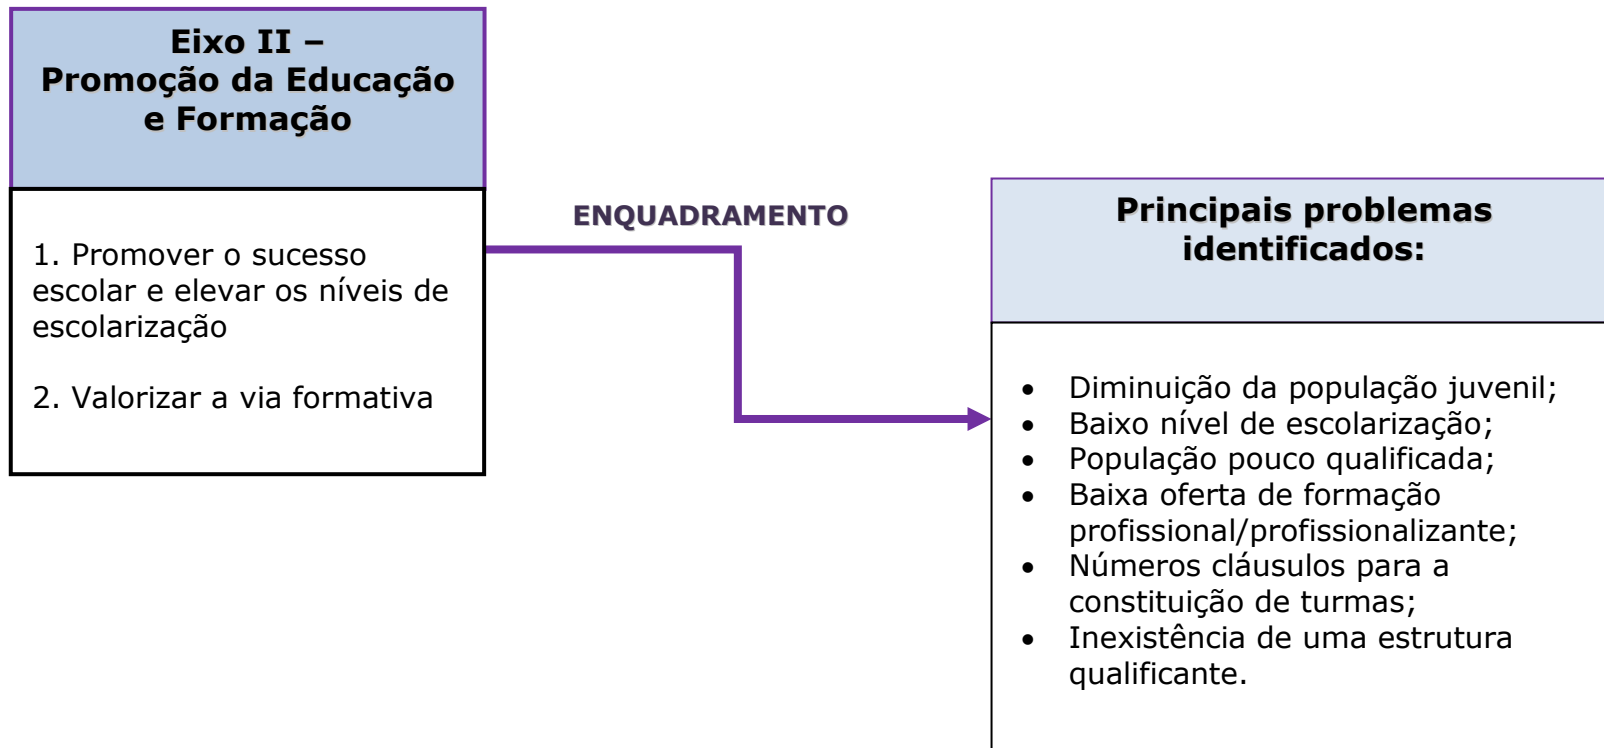 Eixo II –
Promoção da Educação
e Formação
1. Promover o sucesso
escolar e elevar os níveis de
escolarização
2. Valorizar a via formativa
ENQUADRAMENTO
Principais problemas
identificados:
• Diminuição da população juvenil;
• Baixo nível de escolarização;
• População pouco qualificada;
• Baixa oferta de formação
profissional/profissionalizante;
• Números cláusulos para a
constituição de turmas;
• Inexistência de uma estrutura
qualificante.